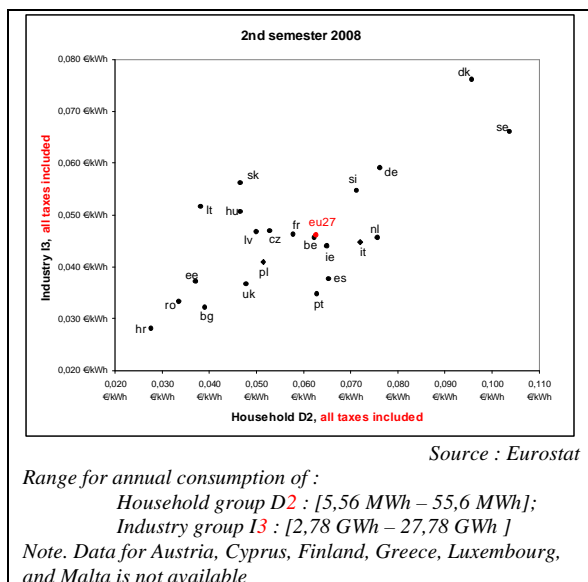 2nd semester 2008
0,080 €/kWh
0,070 €/kWh
0,060 €/kWh
0,050 €/kWh
0,040 €/kWh
0,030 €/kWh
0,020 €/kWh
Industry I3, all taxes included
dk
se
de
si
sk
lt
hu
lv
cz
fr
eu27
be
ie
it
nl
pl
es
ee
uk
pt
ro
bg
hr
0,020 €/kWh
0,030 €/kWh
0,040 €/kWh
0,050 €/kWh
0,060 €/kWh
0,070 €/kWh
0,080 €/kWh
0,090 €/kWh
0,100 €/kWh
0,110 €/kWh
Household D2, all taxes included
Source : Eurostat
Range for annual consumption of :
Household group D2 : [5,56 MWh – 55,6 MWh];
Industry group I3 : [2,78 GWh – 27,78 GWh ]
Note. Data for Austria, Cyprus, Finland, Greece, Luxembourg,
and Malta is not available